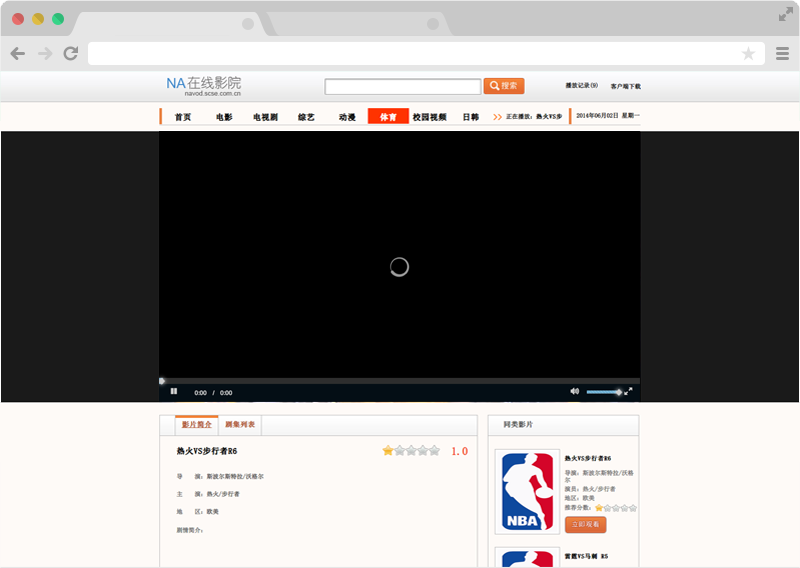 NA在线影院
navod.scse.com.cn
搜索
播放记录(9) 客户端下载
首页 电影 电视剧 综艺 动漫 体育 校园视频 日韩 正在播放：热火VS步 2014年06月02日 星期一
0:00 / 0:00
影片简介 剧集列表
热火VS步行者R6 1.0
导 演：斯波尔斯特拉/沃格尔
主 演：热火/步行者
地 区：欧美
剧情简介：
同类影片
热火VS步行者R6
导演：斯波尔斯特拉/沃格
尔
演员：热火/步行者
地区：欧美
推荐分数：
立即观看
NBA
雷霆VS马刺 R5